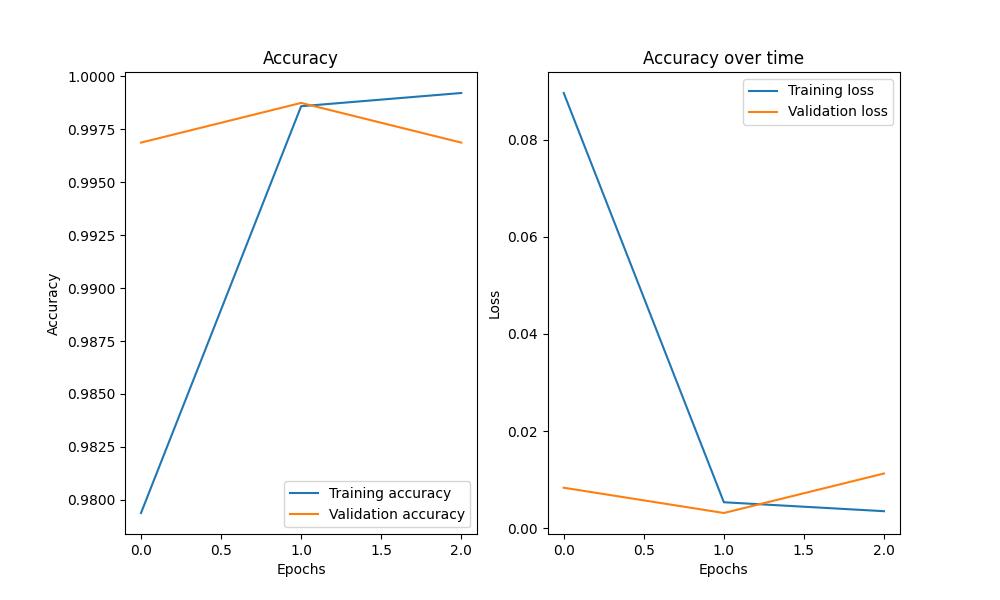 Accuracy
1.0000
0.9975
0.9950
0.9925
0.9900
0.9875
0.9850
0.9825
0.9800
Accuracy
Training accuracy
Validation accuracy
0.0 0.5 1.0 1.5 2.0
Epochs
Accuracy over time
0.08
0.06
0.04
0.02
0.00
Loss
Training loss
Validation loss
0.0 0.5 1.0 1.5 2.0
Epochs